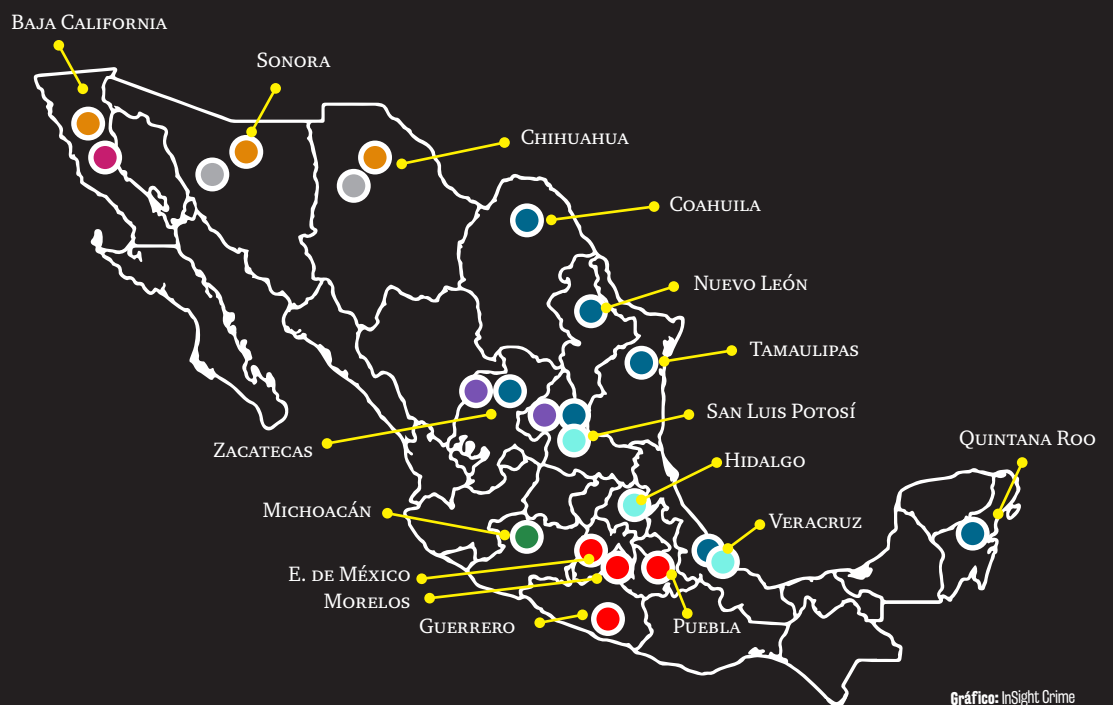 Baja California
Sonora
Chihuahua
Coahuila
Nuevo León
Tamaulipas
San Luis Potosí
Zacatecas
Quintana Roo
Hidalgo
Michoacán
Veracruz
E. de México
Morelos
Guerrero
Puebla
Gráfico: InSight Crime